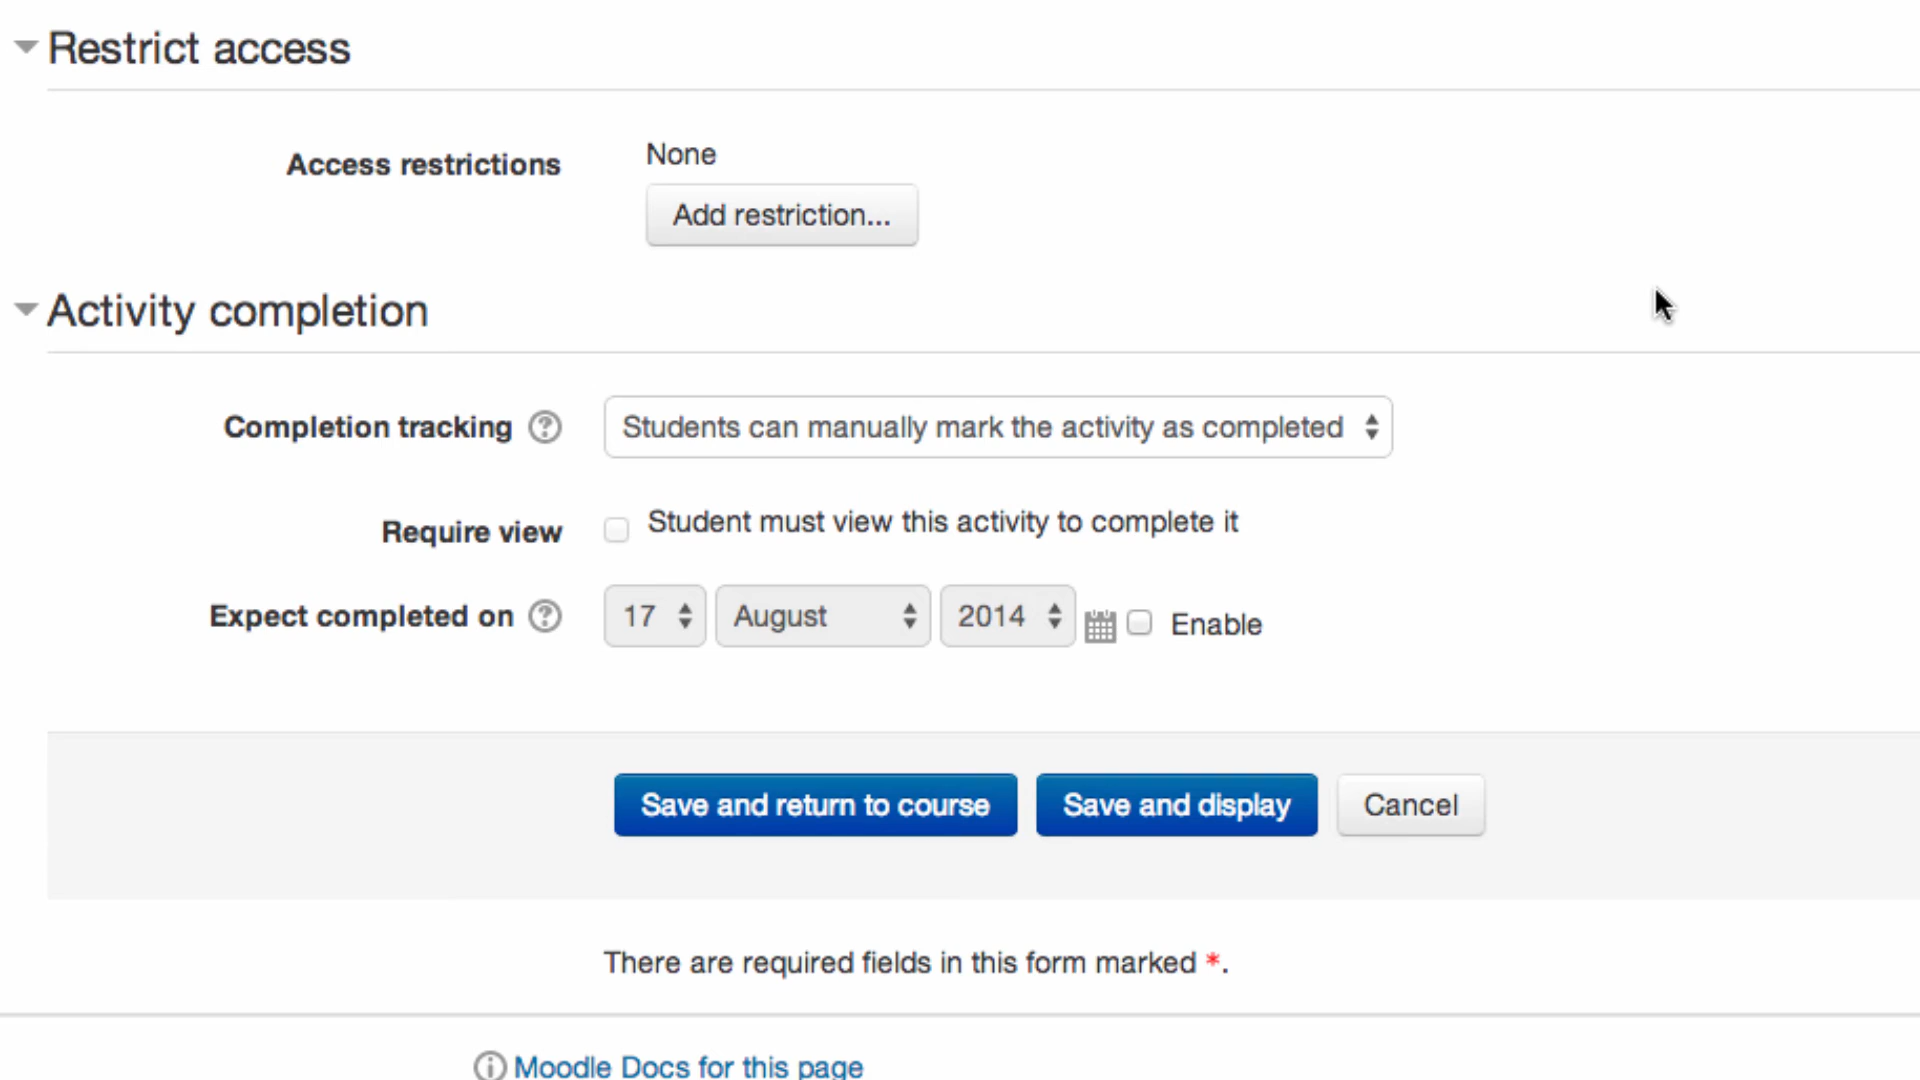 Restrict access
Access restrictions
None
Add restriction...
Activity completion
Completion tracking
Students can manually mark the activity as completed
Require view
Student must view this activity to complete it
Expect completed on
17 August 2014 Enable
Save and return to course Save and display Cancel
There are required fields in this form marked *.
Moodle Docs for this page